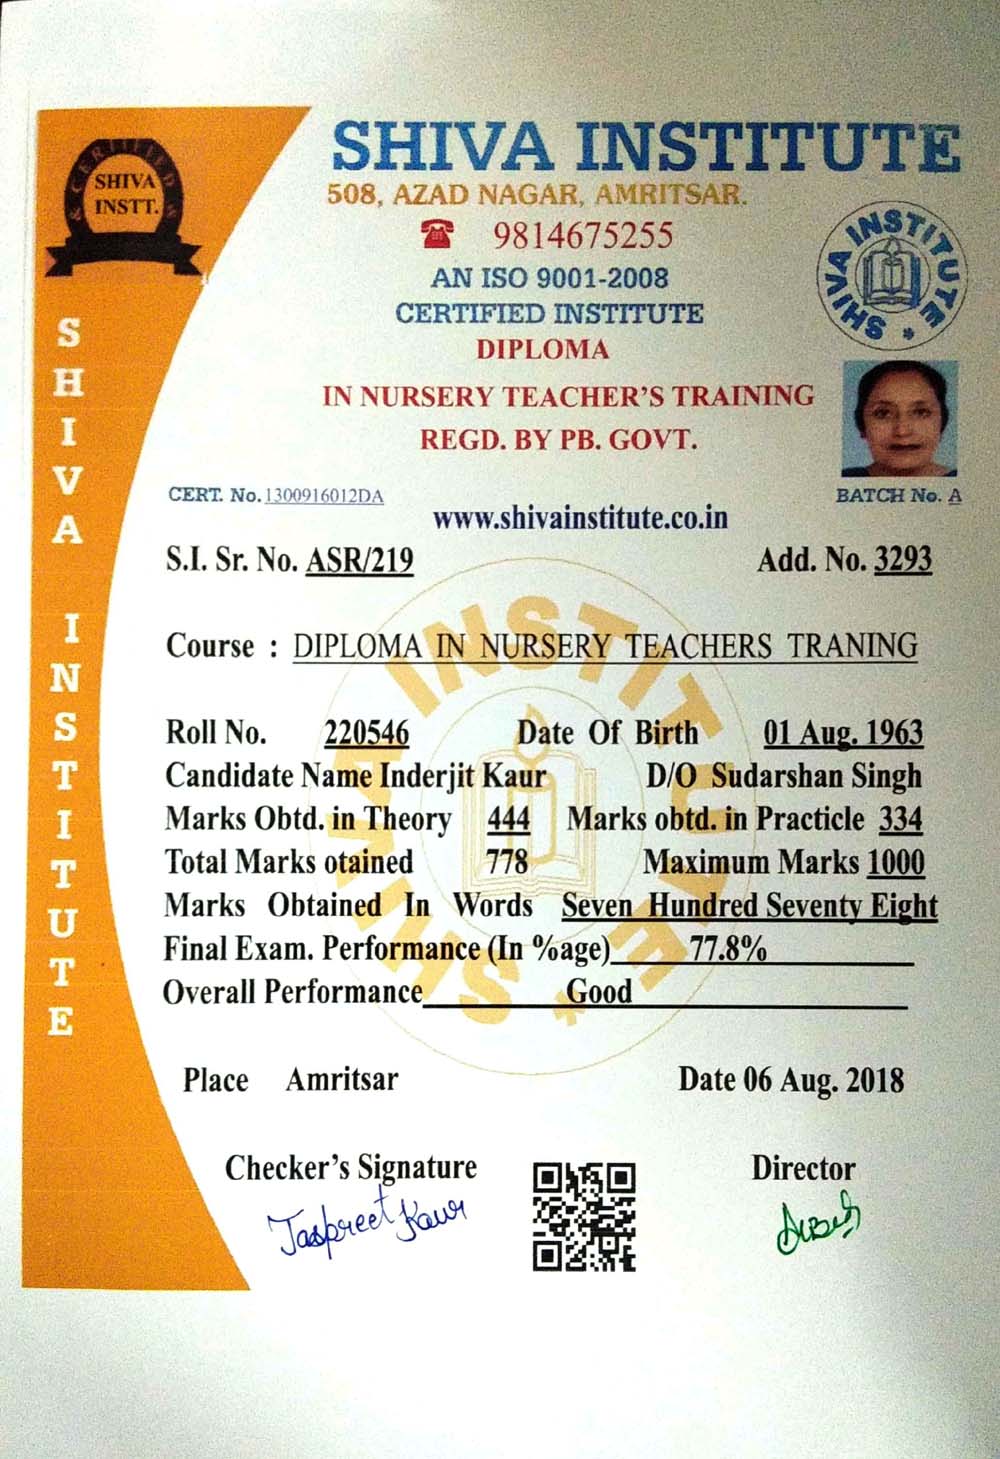 SHIVA INSTITUTE
508, AZAD NAGAR, AMRITSAR.
☎ 9814675255
AN ISO 9001-2008
CERTIFIED INSTITUTE
DIPLOMA
IN NURSERY TEACHER'S TRAINING
REGD. BY PB. GOVT.
SHIVA
INSTT.
SHIVA INSTITUTE *
SHIVA INSTITUTE
CERT. No. 1300916012DA
BATCH No. A
www.shivainstitute.co.in
S.I. Sr. No. ASR/219 Add. No. 3293
Course : DIPLOMA IN NURSERY TEACHERS TRANING
Roll No. 220546 Date Of Birth 01 Aug. 1963
Candidate Name Inderjit Kaur D/O Sudarshan Singh
Marks Obtd. in Theory 444 Marks obtd. in Practicle 334
Total Marks otained 778 Maximum Marks 1000
Marks Obtained In Words Seven Hundred Seventy Eight
Final Exam. Performance (In %age) 77.8%
Overall Performance Good
SHIVA INSTITUTE *
Place Amritsar Date 06 Aug. 2018
Checker's Signature Director
Jaspreet Kaur